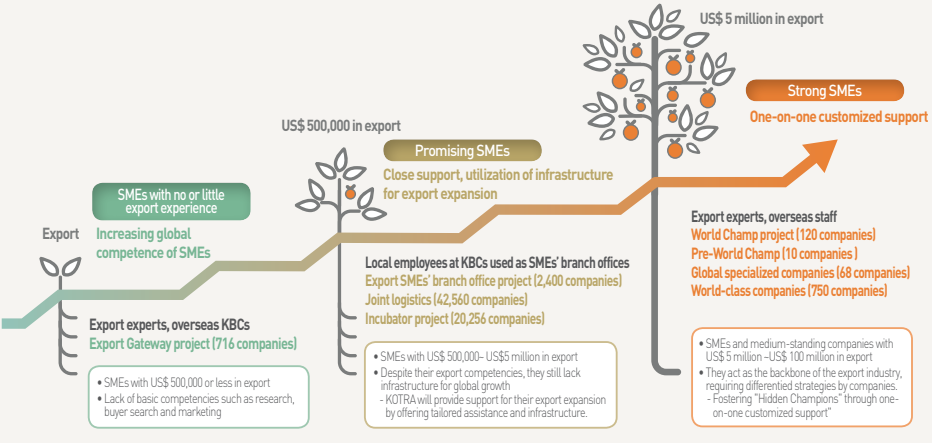 US$ 5 million in export
Strong SMEs
One-on-one customized support
US$ 500,000 in export
Promising SMEs
Close support, utilization of infrastructure
for export expansion
SMEs with no or little
export experience
Export
Increasing global
competence of SMEs
Export experts, overseas KBCs
Export Gateway project (716 companies)
• SMEs with US$ 500,000 or less in export
• Lack of basic competencies such as research,
buyer search and marketing
Local employees at KBCs used as SMEs' branch offices
Export SMEs' branch office project (2,400 companies)
Joint logistics (42,560 companies)
Incubator project (20,256 companies)
• SMEs with US$ 500,000– US$5 million in export
• Despite their export competencies, they still lack
infrastructure for global growth
- KOTRA will provide support for their export expansion
by offering tailored assistance and infrastructure.
Export experts, overseas staff
World Champ project (120 companies)
Pre-World Champ (10 companies )
Global specialized companies (68 companies)
World-class companies (750 companies)
• SMEs and medium-standing companies with
US$ 5 million –US$ 100 million in export
• They act as the backbone of the export industry,
requiring differentied strategies by companies.
- Fostering "Hidden Champions" through one-
on-one customized support"